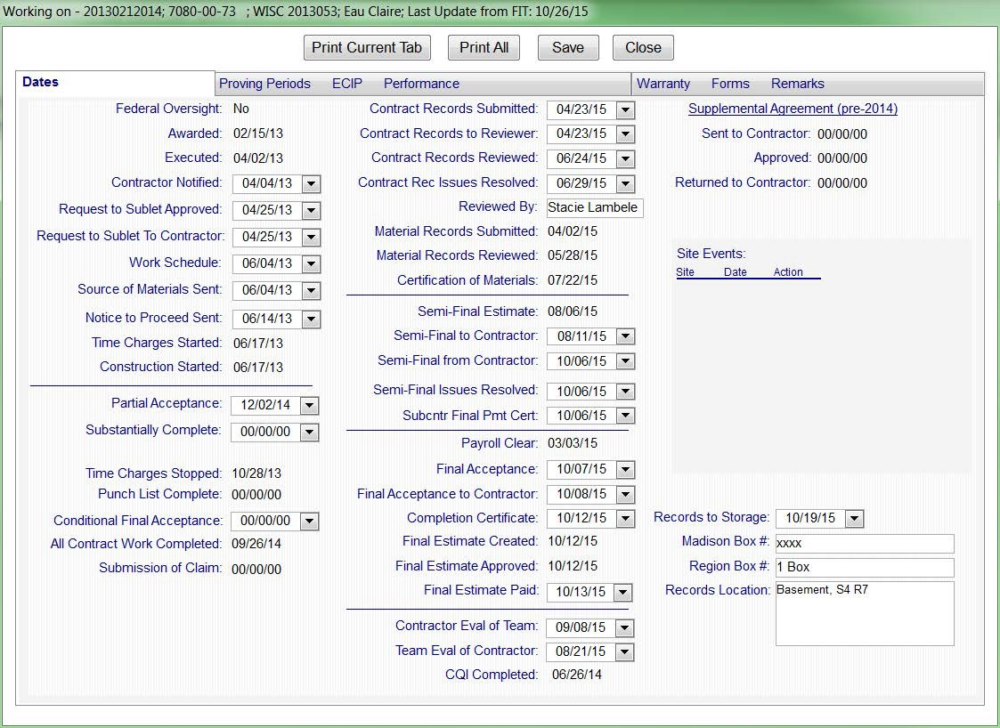 Working on - 20130212014; 7080-00-73 ; WISC 2013053; Eau Claire; Last Update from FIT: 10/26/15
Print Current Tab Print All Save Close
Dates Proving Periods ECIP Performance Warranty Forms Remarks
Federal Oversight: No
Awarded: 02/15/13
Executed: 04/02/13
Contractor Notified: 04/04/13
Request to Sublet Approved: 04/25/13
Request to Sublet To Contractor: 04/25/13
Work Schedule: 06/04/13
Source of Materials Sent: 06/04/13
Notice to Proceed Sent: 06/14/13
Time Charges Started: 06/17/13
Construction Started: 06/17/13
Partial Acceptance: 12/02/14
Substantially Complete: 00/00/00
Time Charges Stopped: 10/28/13
Punch List Complete: 00/00/00
Conditional Final Acceptance: 00/00/00
All Contract Work Completed: 09/26/14
Submission of Claim: 00/00/00
Contract Records Submitted: 04/23/15
Contract Records to Reviewer: 04/23/15
Contract Records Reviewed: 06/24/15
Contract Rec Issues Resolved: 06/29/15
Reviewed By: Stacie Lambele
Material Records Submitted: 04/02/15
Material Records Reviewed: 05/28/15
Certification of Materials: 07/22/15
Semi-Final Estimate: 08/06/15
Semi-Final to Contractor: 08/11/15
Semi-Final from Contractor: 10/06/15
Semi-Final Issues Resolved: 10/06/15
Subcntr Final Pmt Cert: 10/06/15
Payroll Clear: 03/03/15
Final Acceptance: 10/07/15
Final Acceptance to Contractor: 10/08/15
Completion Certificate: 10/12/15
Final Estimate Created: 10/12/15
Final Estimate Approved: 10/12/15
Final Estimate Paid: 10/13/15
Contractor Eval of Team: 09/08/15
Team Eval of Contractor: 08/21/15
CQI Completed: 06/26/14
Supplemental Agreement (pre-2014)
Sent to Contractor: 00/00/00
Approved: 00/00/00
Returned to Contractor: 00/00/00
Site Events:
Site Date Action
Records to Storage: 10/19/15
Madison Box #: xxxx
Region Box #: 1 Box
Records Location: Basement, S4 R7